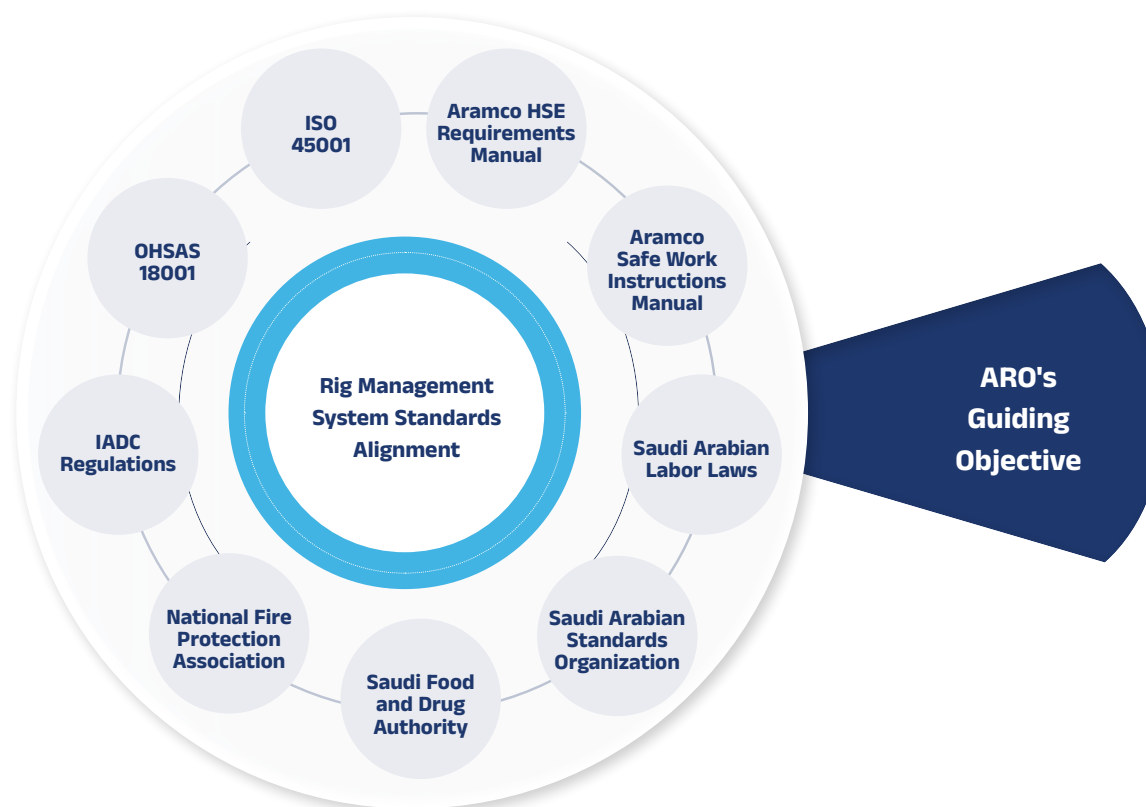 ISO
45001
Aramco HSE
Requirements
Manual
OHSAS
18001
Aramco
Safe Work
Instructions
Manual
Rig Management
System Standards
Alignment
ARO's
Guiding
Objective
IADC
Regulations
Saudi Arabian
Labor Laws
National Fire
Protection
Association
Saudi Arabian
Standards
Organization
Saudi Food
and Drug
Authority